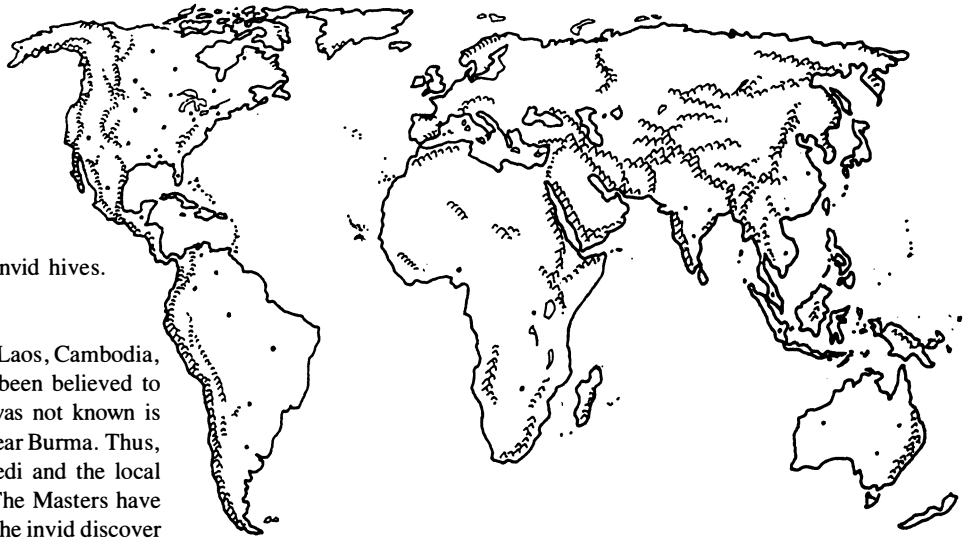 nvid hives.
Laos, Cambodia,
been believed to
vas not known is
ear Burma. Thus,
edi and the local
The Masters have
he invid discover